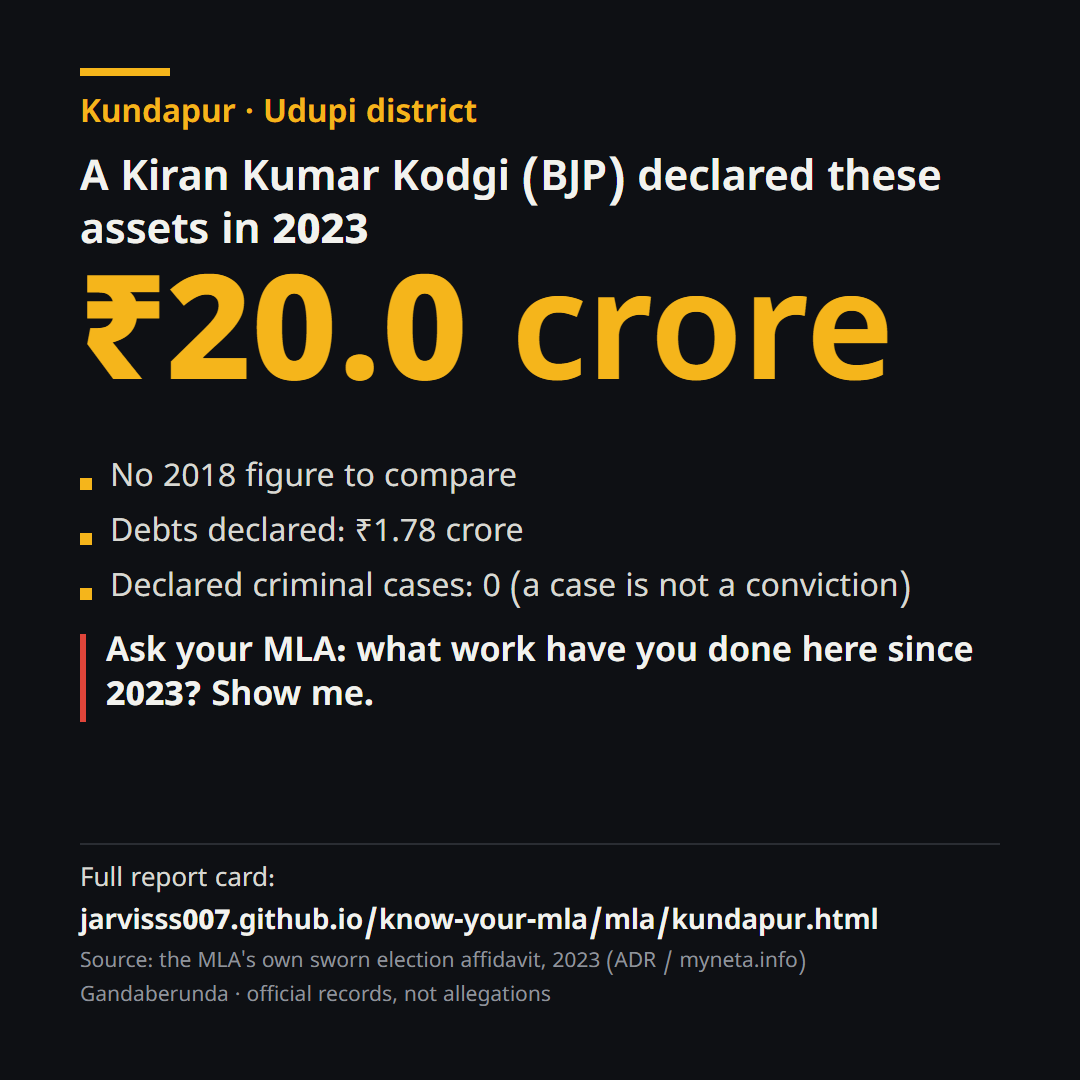 Kundapur · Udupi district
A Kiran Kumar Kodgi (BJP) declared these
assets in 2023
₹20.0 crore
No 2018 figure to compare
Debts declared: ₹1.78 crore
Declared criminal cases: 0 (a case is not a conviction)
Ask your MLA: what work have you done here since
2023? Show me.
Full report card:
jarvisss007.github.io/know-your-mla/mla/kundapur.html
Source: the MLA's own sworn election affidavit, 2023 (ADR / myneta.info)
Gandaberunda · official records, not allegations